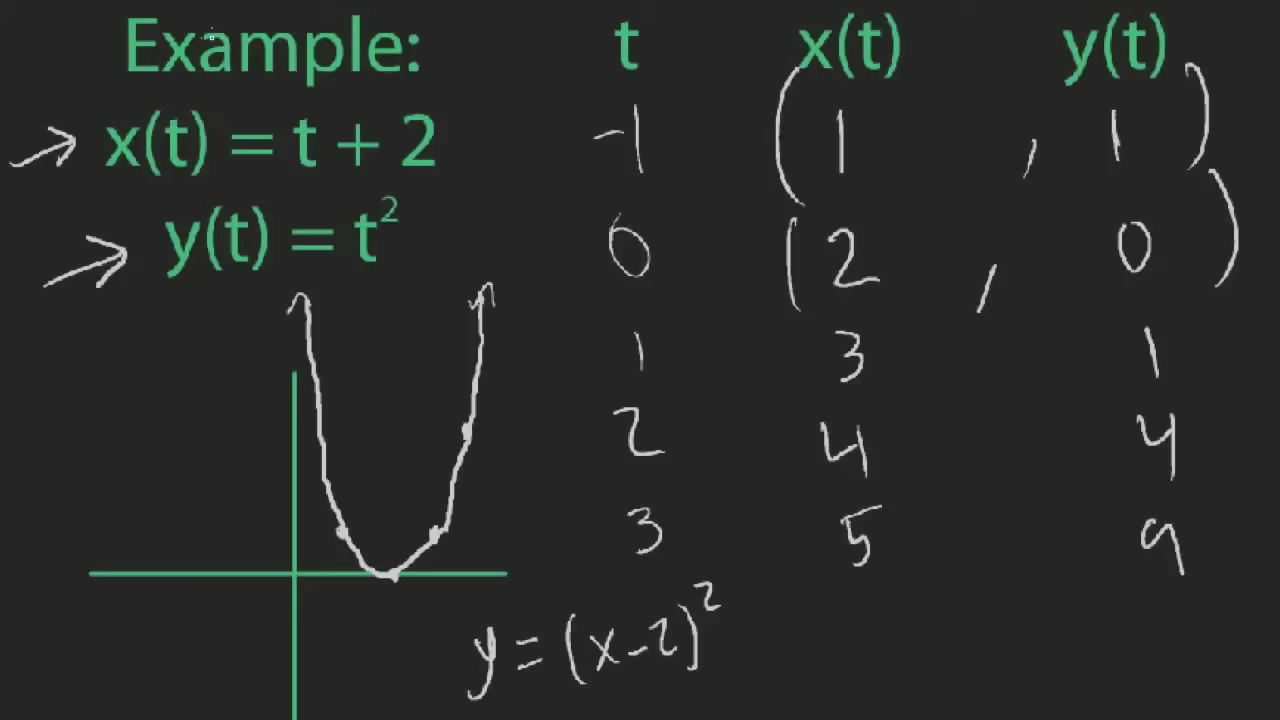 Example: t x(t) y(t)
x(t) = t + 2 -1 (1 , 1)
y(t) = t² 0 (2 , 0)
1 3 1
2 4 4
3 5 9
y = (x-2)²